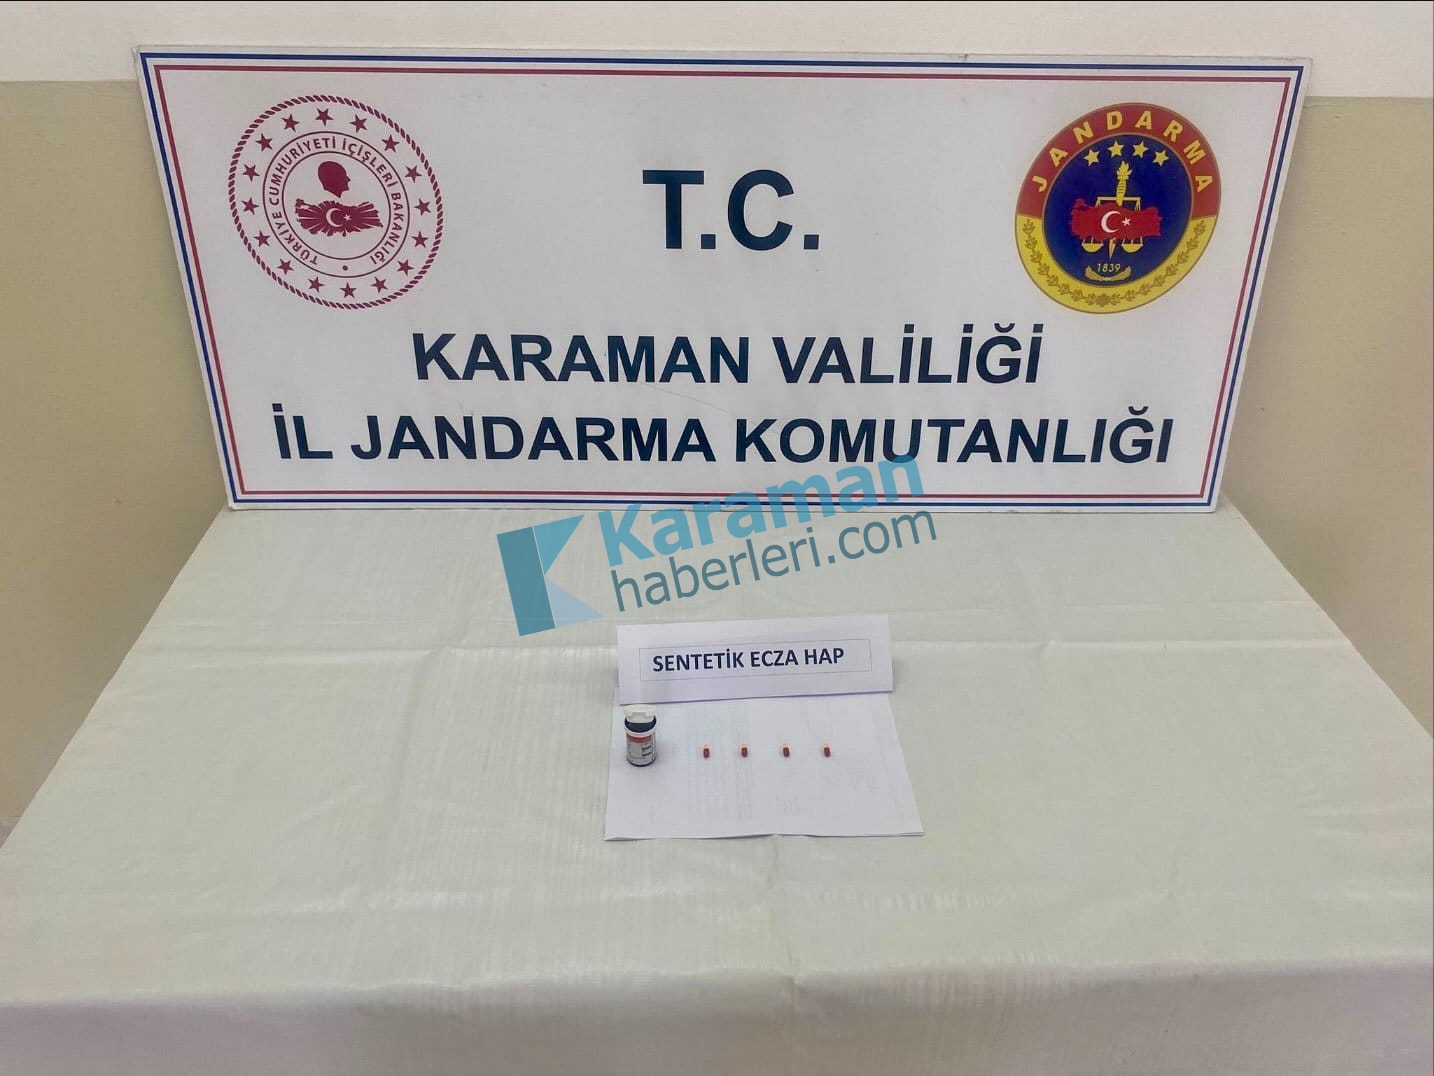 TÜRKİYE CUMHURİYETİ İÇİŞLERİ BAKANLIĞI
JANDARMA
1839
T.C.
KARAMAN VALİLİĞİ
İL JANDARMA KOMUTANLIĞI
Karaman
haberleri.com
SENTETİK ECZA HAP